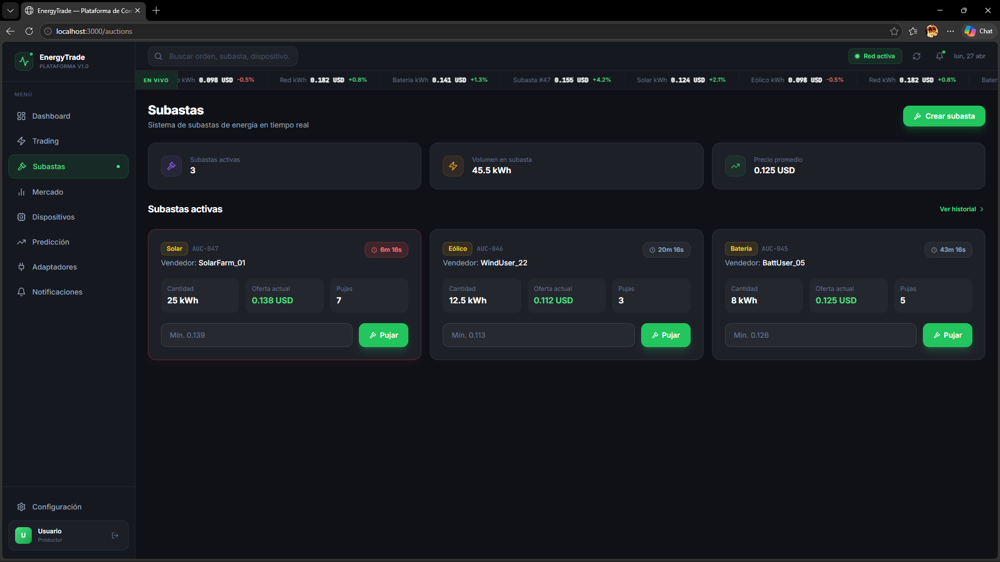 EnergyTrade — Plataforma de Con
localhost:3000/auctions
Chat
EnergyTrade
PLATAFORMA V1.0
Buscar orden, subasta, dispositivo.
Red activa
lun, 27 abr
EN VIVO
kWh 0.098 USD -0.5% Red kWh 0.182 USD +0.8% Batería kWh 0.141 USD +1.3% Subasta #47 0.155 USD +4.2% Solar kWh 0.124 USD +2.1% Eólico kWh 0.098 USD -0.5% Red kWh 0.182 USD +0.8% Bater
MENÚ
Dashboard
Trading
Subastas
Mercado
Dispositivos
Predicción
Adaptadores
Notificaciones
Configuración
U
Usuario
Productor
Subastas
Sistema de subastas de energía en tiempo real
Crear subasta
Subastas activas
3
Volumen en subasta
45.5 kWh
Precio promedio
0.125 USD
Subastas activas
Ver historial
Solar AUC-047
6m 16s
Vendedor: SolarFarm_01
Cantidad
25 kWh
Oferta actual
0.138 USD
Pujas
7
Mín. 0.139
Pujar
Eólico AUC-046
20m 16s
Vendedor: WindUser_22
Cantidad
12.5 kWh
Oferta actual
0.112 USD
Pujas
3
Mín. 0.113
Pujar
Batería AUC-045
43m 16s
Vendedor: BattUser_05
Cantidad
8 kWh
Oferta actual
0.125 USD
Pujas
5
Mín. 0.126
Pujar